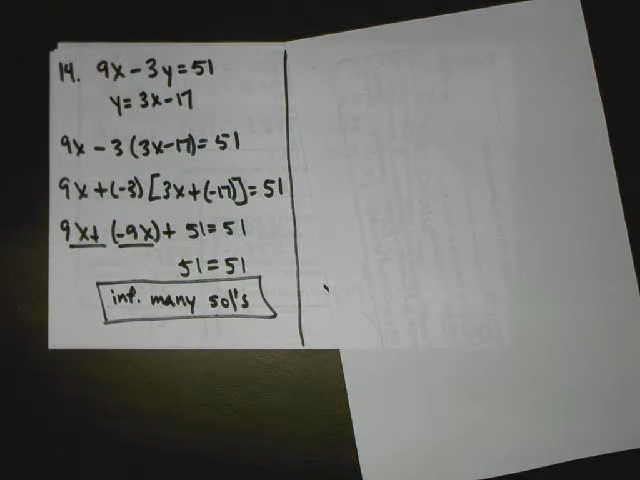 14. 9x - 3y = 51
y = 3x - 17
9x - 3(3x - 17) = 51
9x + (-3)[3x + (-17)] = 51
9x + (-9x) + 51 = 51
51 = 51
inf. many sol's